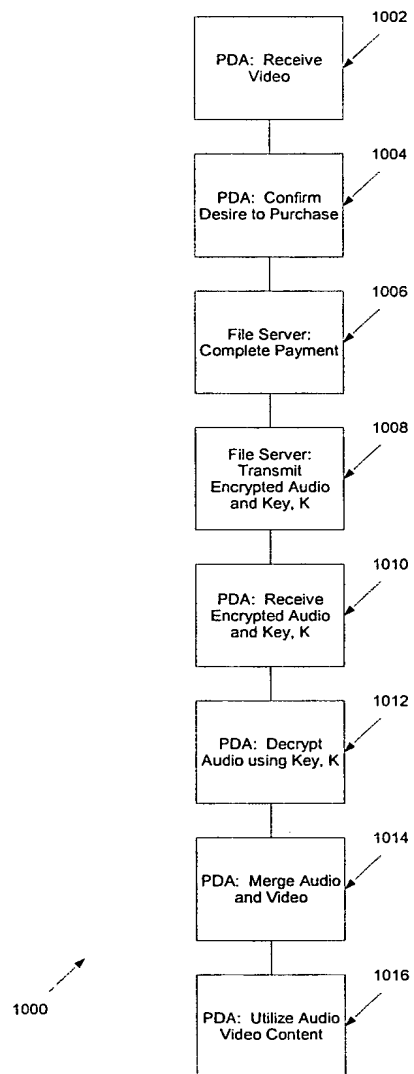 1002
PDA: Receive
Video
1004
PDA: Confirm
Desire to Purchase
1006
File Server:
Complete Payment
1008
File Server:
Transmit
Encrypted Audio
and Key, K
1010
PDA: Receive
Encrypted Audio
and Key, K
1012
PDA: Decrypt
Audio using Key, K
1014
PDA: Merge Audio
and Video
1016
PDA: Utilize Audio
Video Content
1000